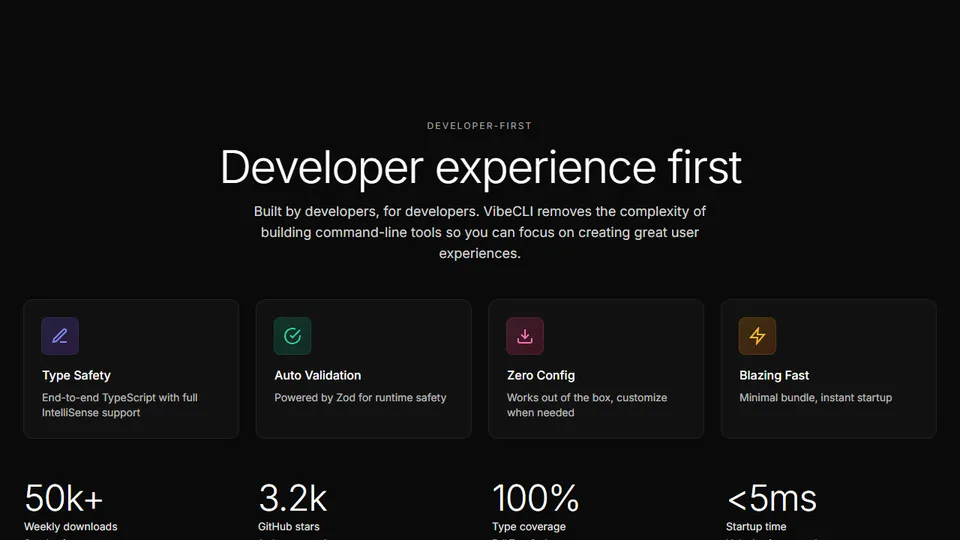 DEVELOPER-FIRST
Developer experience first
Built by developers, for developers. VibeCLI removes the complexity of
building command-line tools so you can focus on creating great user
experiences.
Type Safety
End-to-end TypeScript with full
IntelliSense support
Auto Validation
Powered by Zod for runtime safety
Zero Config
Works out of the box, customize
when needed
Blazing Fast
Minimal bundle, instant startup
50k+
Weekly downloads
3.2k
GitHub stars
100%
Type coverage
<5ms
Startup time